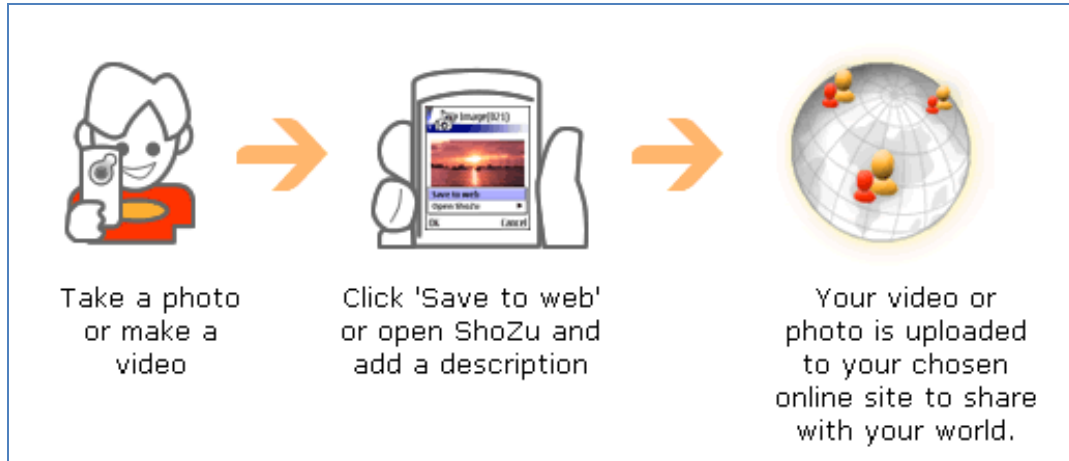 Image(021)
Save to web
Open ShoZu
OK Cancel
Take a photo
or make a
video
Click 'Save to web'
or open ShoZu and
add a description
Your video or
photo is uploaded
to your chosen
online site to share
with your world.